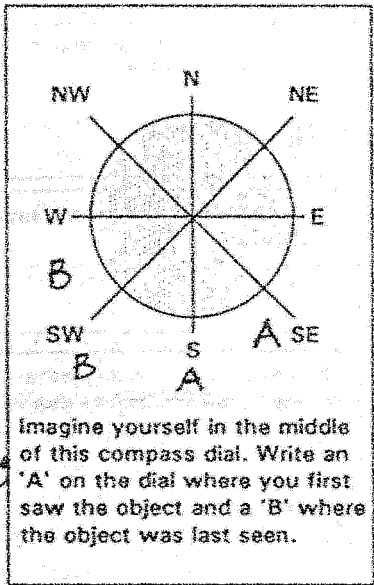 N
NW NE
W E
B
SW A SE
S
B
A
Imagine yourself in the middle
of this compass dial. Write an
'A' on the dial where you first
saw the object and a 'B' where
the object was last seen.